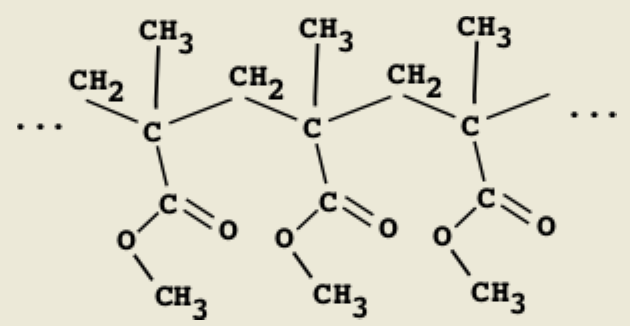 CH3 CH3 CH3
CH2 CH2 CH2
... C C C ...
C C C
O O O O O O
CH3 CH3 CH3